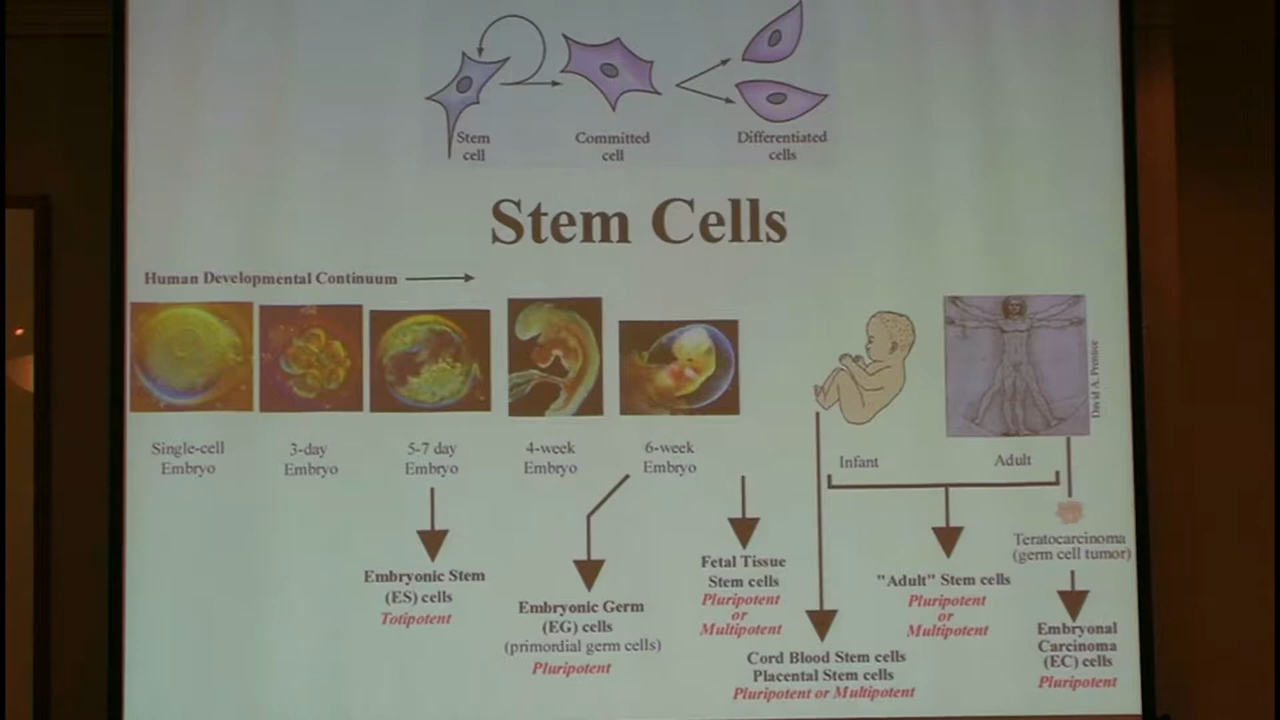 Stem
cell
Committed
cell
Differentiated
cells
Stem Cells
Human Developmental Continuum
David A. Prentice
Single-cell
Embryo
3-day
Embryo
5-7 day
Embryo
4-week
Embryo
6-week
Embryo
Infant
Adult
Embryonic Stem
(ES) cells
Totipotent
Embryonic Germ
(EG) cells
(primordial germ cells)
Pluripotent
Fetal Tissue
Stem cells
Pluripotent
or
Multipotent
Cord Blood Stem cells
Placental Stem cells
Pluripotent or Multipotent
"Adult" Stem cells
Pluripotent
or
Multipotent
Teratocarcinoma
(germ cell tumor)
Embryonal
Carcinoma
(EC) cells
Pluripotent